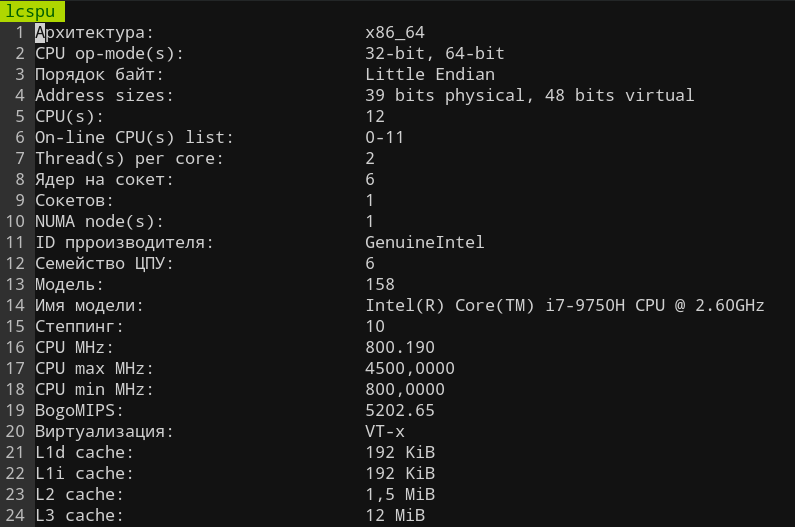 lcspu
1 Архитектура: x86_64
2 CPU op-mode(s): 32-bit, 64-bit
3 Порядок байт: Little Endian
4 Address sizes: 39 bits physical, 48 bits virtual
5 CPU(s): 12
6 On-line CPU(s) list: 0-11
7 Thread(s) per core: 2
8 Ядер на сокет: 6
9 Сокетов: 1
10 NUMA node(s): 1
11 ID прроизводителя: GenuineIntel
12 Семейство ЦПУ: 6
13 Модель: 158
14 Имя модели: Intel(R) Core(TM) i7-9750H CPU @ 2.60GHz
15 Степпинг: 10
16 CPU MHz: 800.190
17 CPU max MHz: 4500,0000
18 CPU min MHz: 800,0000
19 BogoMIPS: 5202.65
20 Виртуализация: VT-x
21 L1d cache: 192 KiB
22 L1i cache: 192 KiB
23 L2 cache: 1,5 MiB
24 L3 cache: 12 MiB